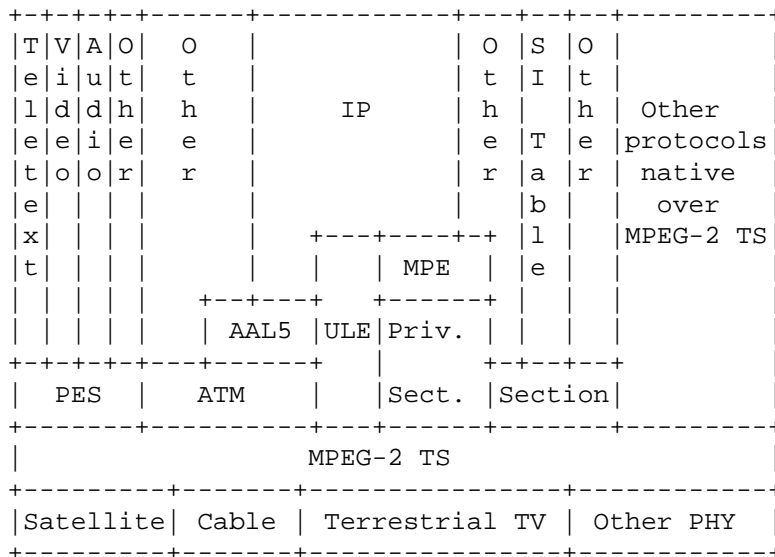 +-+-+-+-+------+------------+---+--+--+---------+
|T|V|A|O|  O   |            | O |S |O |         |
|e|i|u|t|  t   |            | t |I |t |         |
|l|d|d|h|  h   |     IP     | h |  |h | Other   |
|e|e|i|e|  e   |            | e |T |e |protocols|
|t|o|o|r|  r   |            | r |a |r | native  |
|e| | | |      |            |   |b |  |  over   |
|x| | | |      |   +---+----+-+ |l |  |MPEG-2 TS|
|t| | | |      |   |   | MPE  | |e |  |         |
| | | | |   +--+---+   +------+ |  |  |         |
| | | | |   | AAL5 |ULE|Priv. | |  |  |         |
+-+-+-+-+---+------+   |      +-+--+--+         |
|  PES  |   ATM    |   |Sect. |Section|         |
+-------+----------+---+------+-------+---------+
|                  MPEG-2 TS                    |
+---------+-------+----------------+------------+
|Satellite| Cable | Terrestrial TV | Other PHY  |
+---------+-------+----------------+------------+